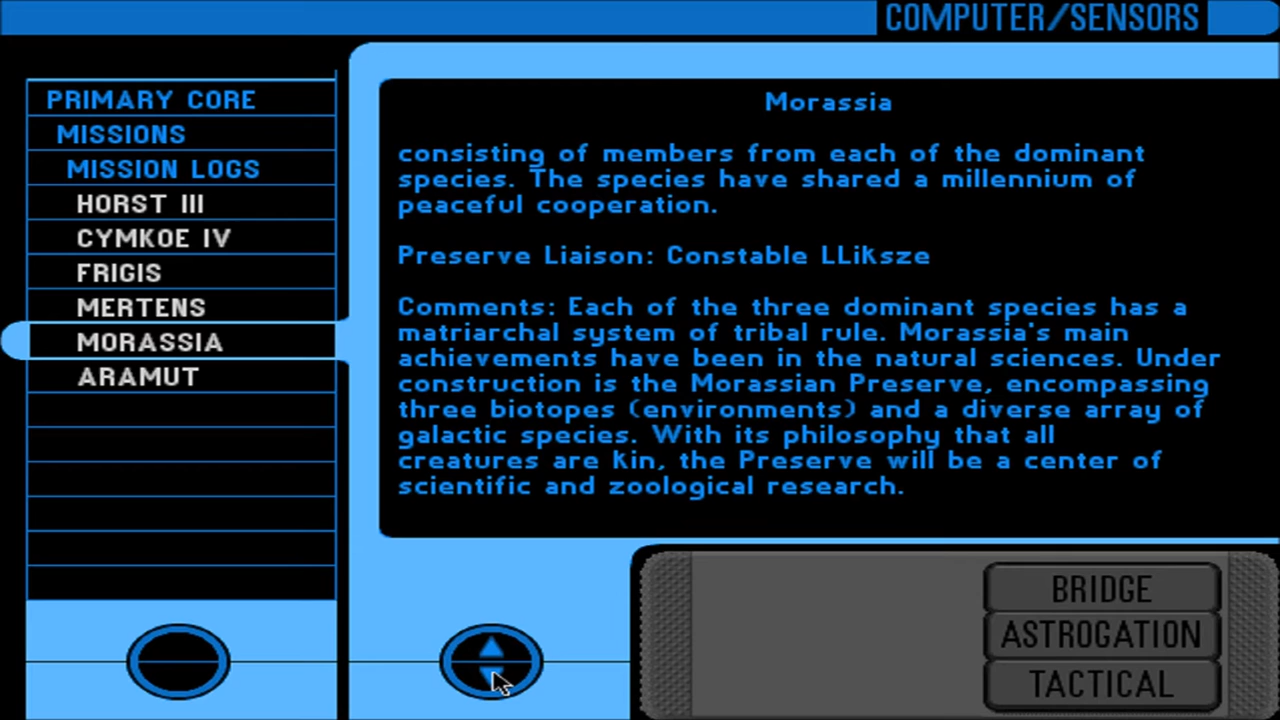 COMPUTER/SENSORS
PRIMARY CORE
MISSIONS
MISSION LOGS
HORST III
CYMKOE IV
FRIGIS
MERTENS
MORASSIA
ARAMUT
Morassia
consisting of members from each of the dominant
species. The species have shared a millennium of
peaceful cooperation.
Preserve Liaison: Constable LLiksze
Comments: Each of the three dominant species has a
matriarchal system of tribal rule. Morassia's main
achievements have been in the natural sciences. Under
construction is the Morassian Preserve, encompassing
three biotopes (environments) and a diverse array of
galactic species. With its philosophy that all
creatures are kin, the Preserve will be a center of
scientific and zoological research.
BRIDGE
ASTROGATION
TACTICAL